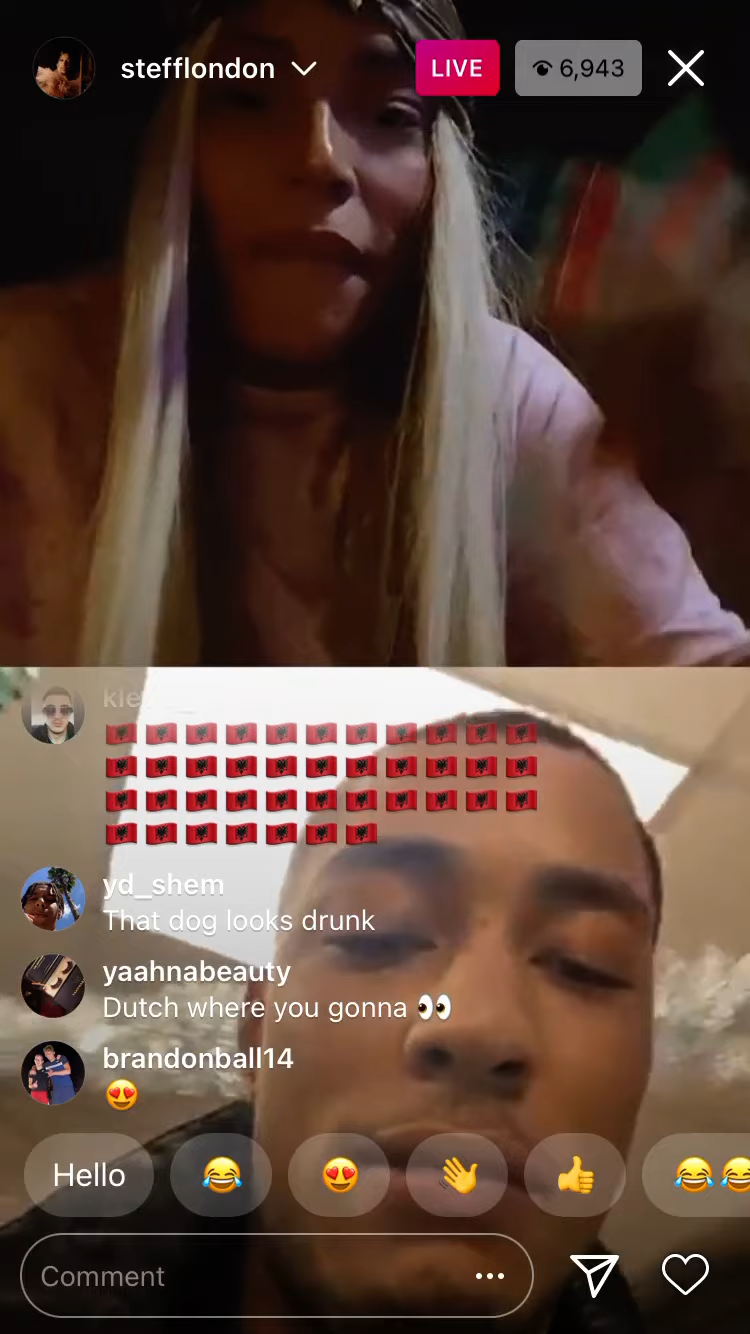 stefflondon
LIVE
6,943
🇦🇱🇦🇱🇦🇱🇦🇱🇦🇱🇦🇱🇦🇱🇦🇱🇦🇱🇦🇱🇦🇱
🇦🇱🇦🇱🇦🇱🇦🇱🇦🇱🇦🇱🇦🇱🇦🇱🇦🇱🇦🇱🇦🇱
🇦🇱🇦🇱🇦🇱🇦🇱🇦🇱🇦🇱🇦🇱🇦🇱🇦🇱🇦🇱🇦🇱
🇦🇱🇦🇱🇦🇱🇦🇱🇦🇱🇦🇱🇦🇱
yd_shem
That dog looks drunk
yaahnabeauty
Dutch where you gonna 👀
brandonball14
😍
Hello 😂 😍 👋 👍 😂😂
Comment